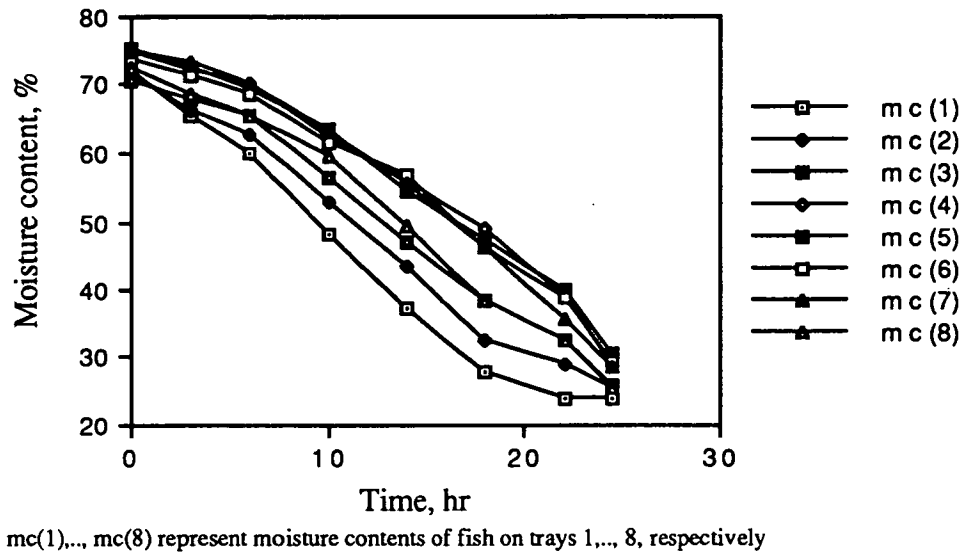 80
70
60
50
40
30
20
Moisture content, %
0
10
20
30
Time, hr
m c (1)
m c (2)
m c (3)
m c (4)
m c (5)
m c (6)
m c (7)
m c (8)
mc(1),.., mc(8) represent moisture contents of fish on trays 1,.., 8, respectively